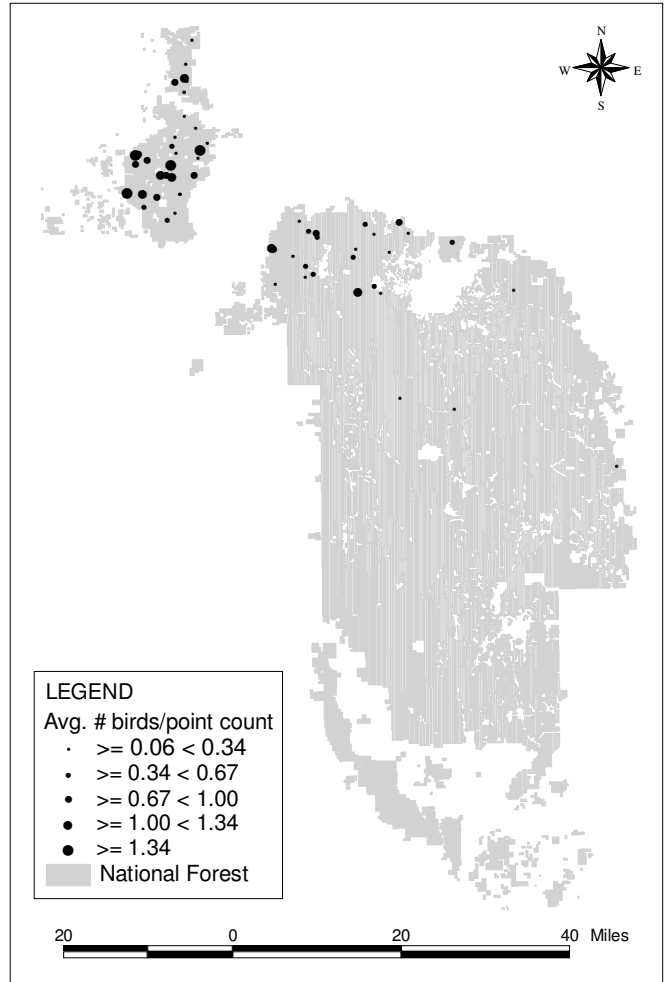 N
W E
S
LEGEND
Avg. # birds/point count
>= 0.06 < 0.34
>= 0.34 < 0.67
>= 0.67 < 1.00
>= 1.00 < 1.34
>= 1.34
National Forest
20 0 20 40 Miles